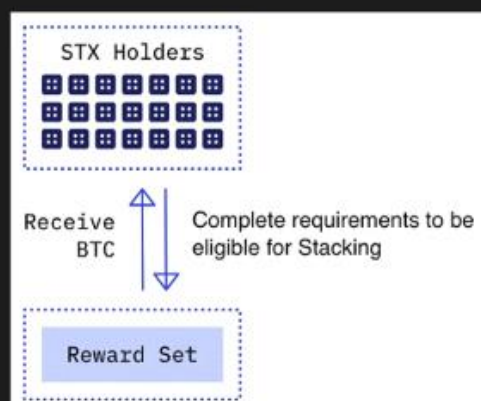 STX Holders
Receive
BTC
Complete requirements to be
eligible for Stacking
Reward Set